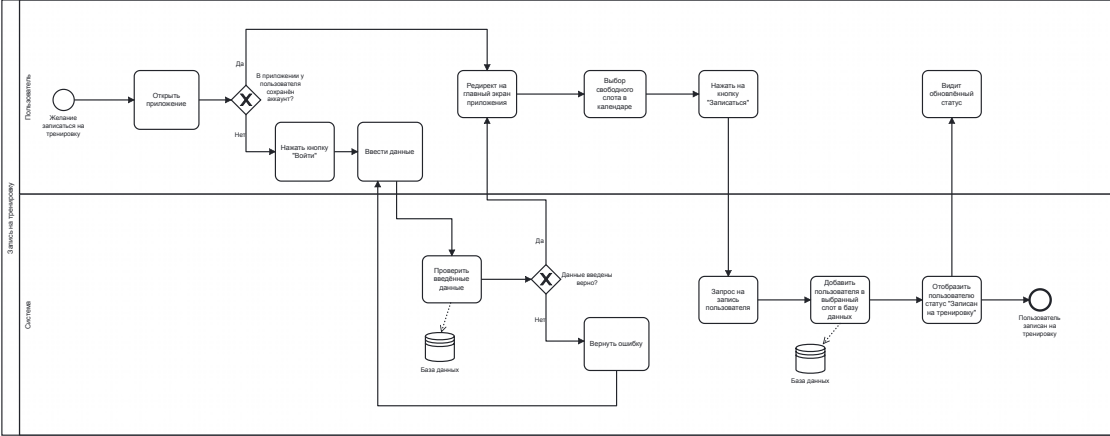 Запись на тренировку
Пользователь
Желание
записаться на
тренировку
Открыть
приложение
Да
В приложении у
пользователя
сохранён
аккаунт?
Нет
Нажать кнопку
"Войти"
Ввести данные
Редирект на
главный экран
приложения
Выбор
свободного
слота в
календаре
Нажать на
кнопку
"Записаться"
Видит
обновлённый
статус
Система
Проверить
введённые
данные
База данных
Да
Данные введены
верно?
Нет
Вернуть ошибку
Запрос на
запись
пользователя
Добавить
пользователя в
выбранный
слот в базу
данных
База данных
Отобразить
пользователю
статус "Записан
на тренировку"
Пользователь
записан на
тренировку